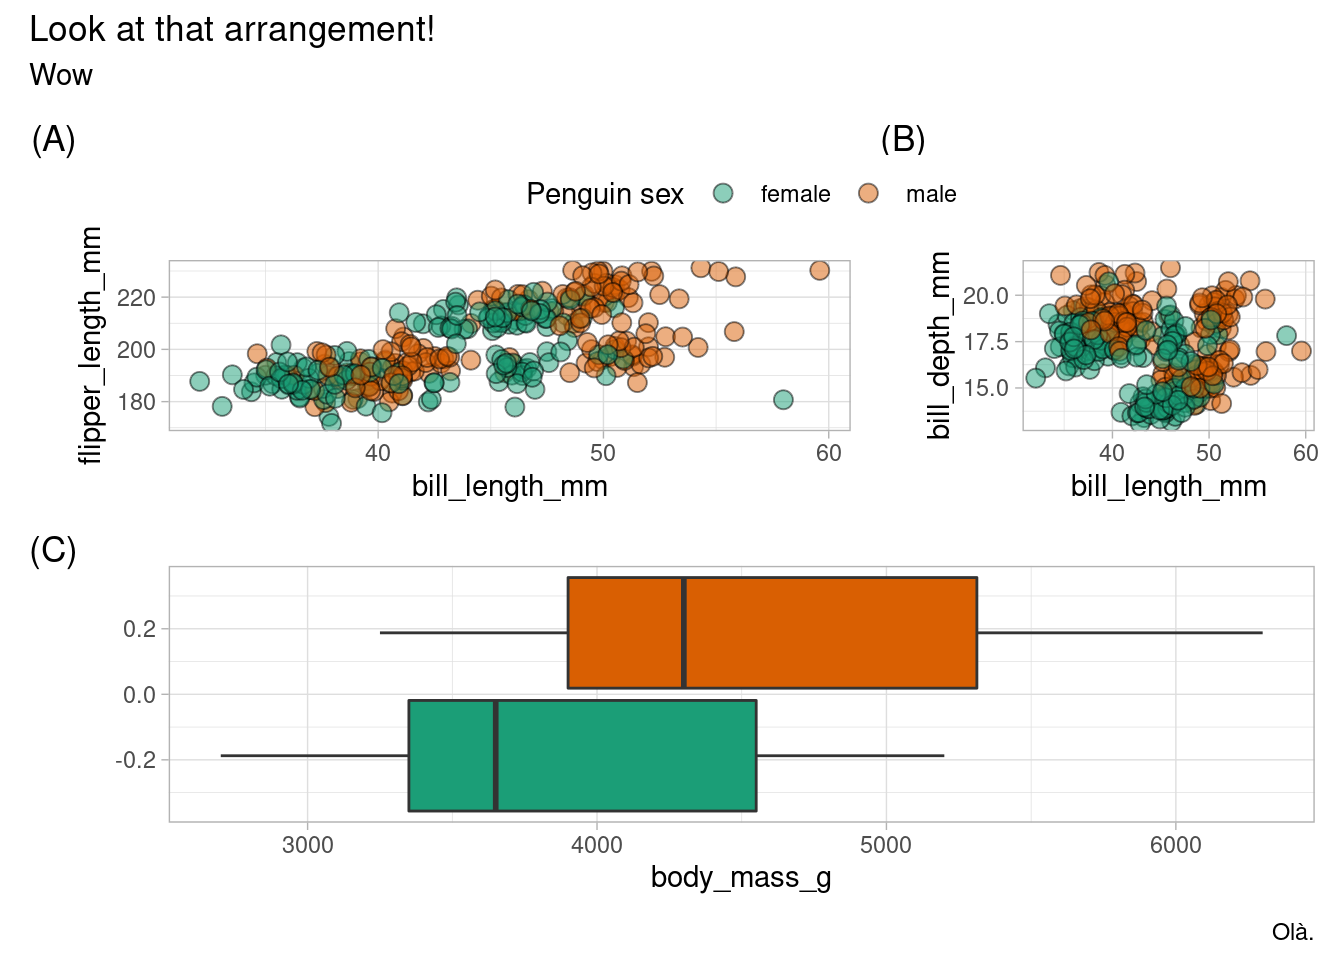 Look at that arrangement!
Wow
(A)
(B)
Penguin sex female male
flipper_length_mm
220
200
180
40 50 60
bill_length_mm
bill_depth_mm
20.0
17.5
15.0
40 50 60
bill_length_mm
(C)
0.2
0.0
-0.2
3000 4000 5000 6000
body_mass_g
Olà.